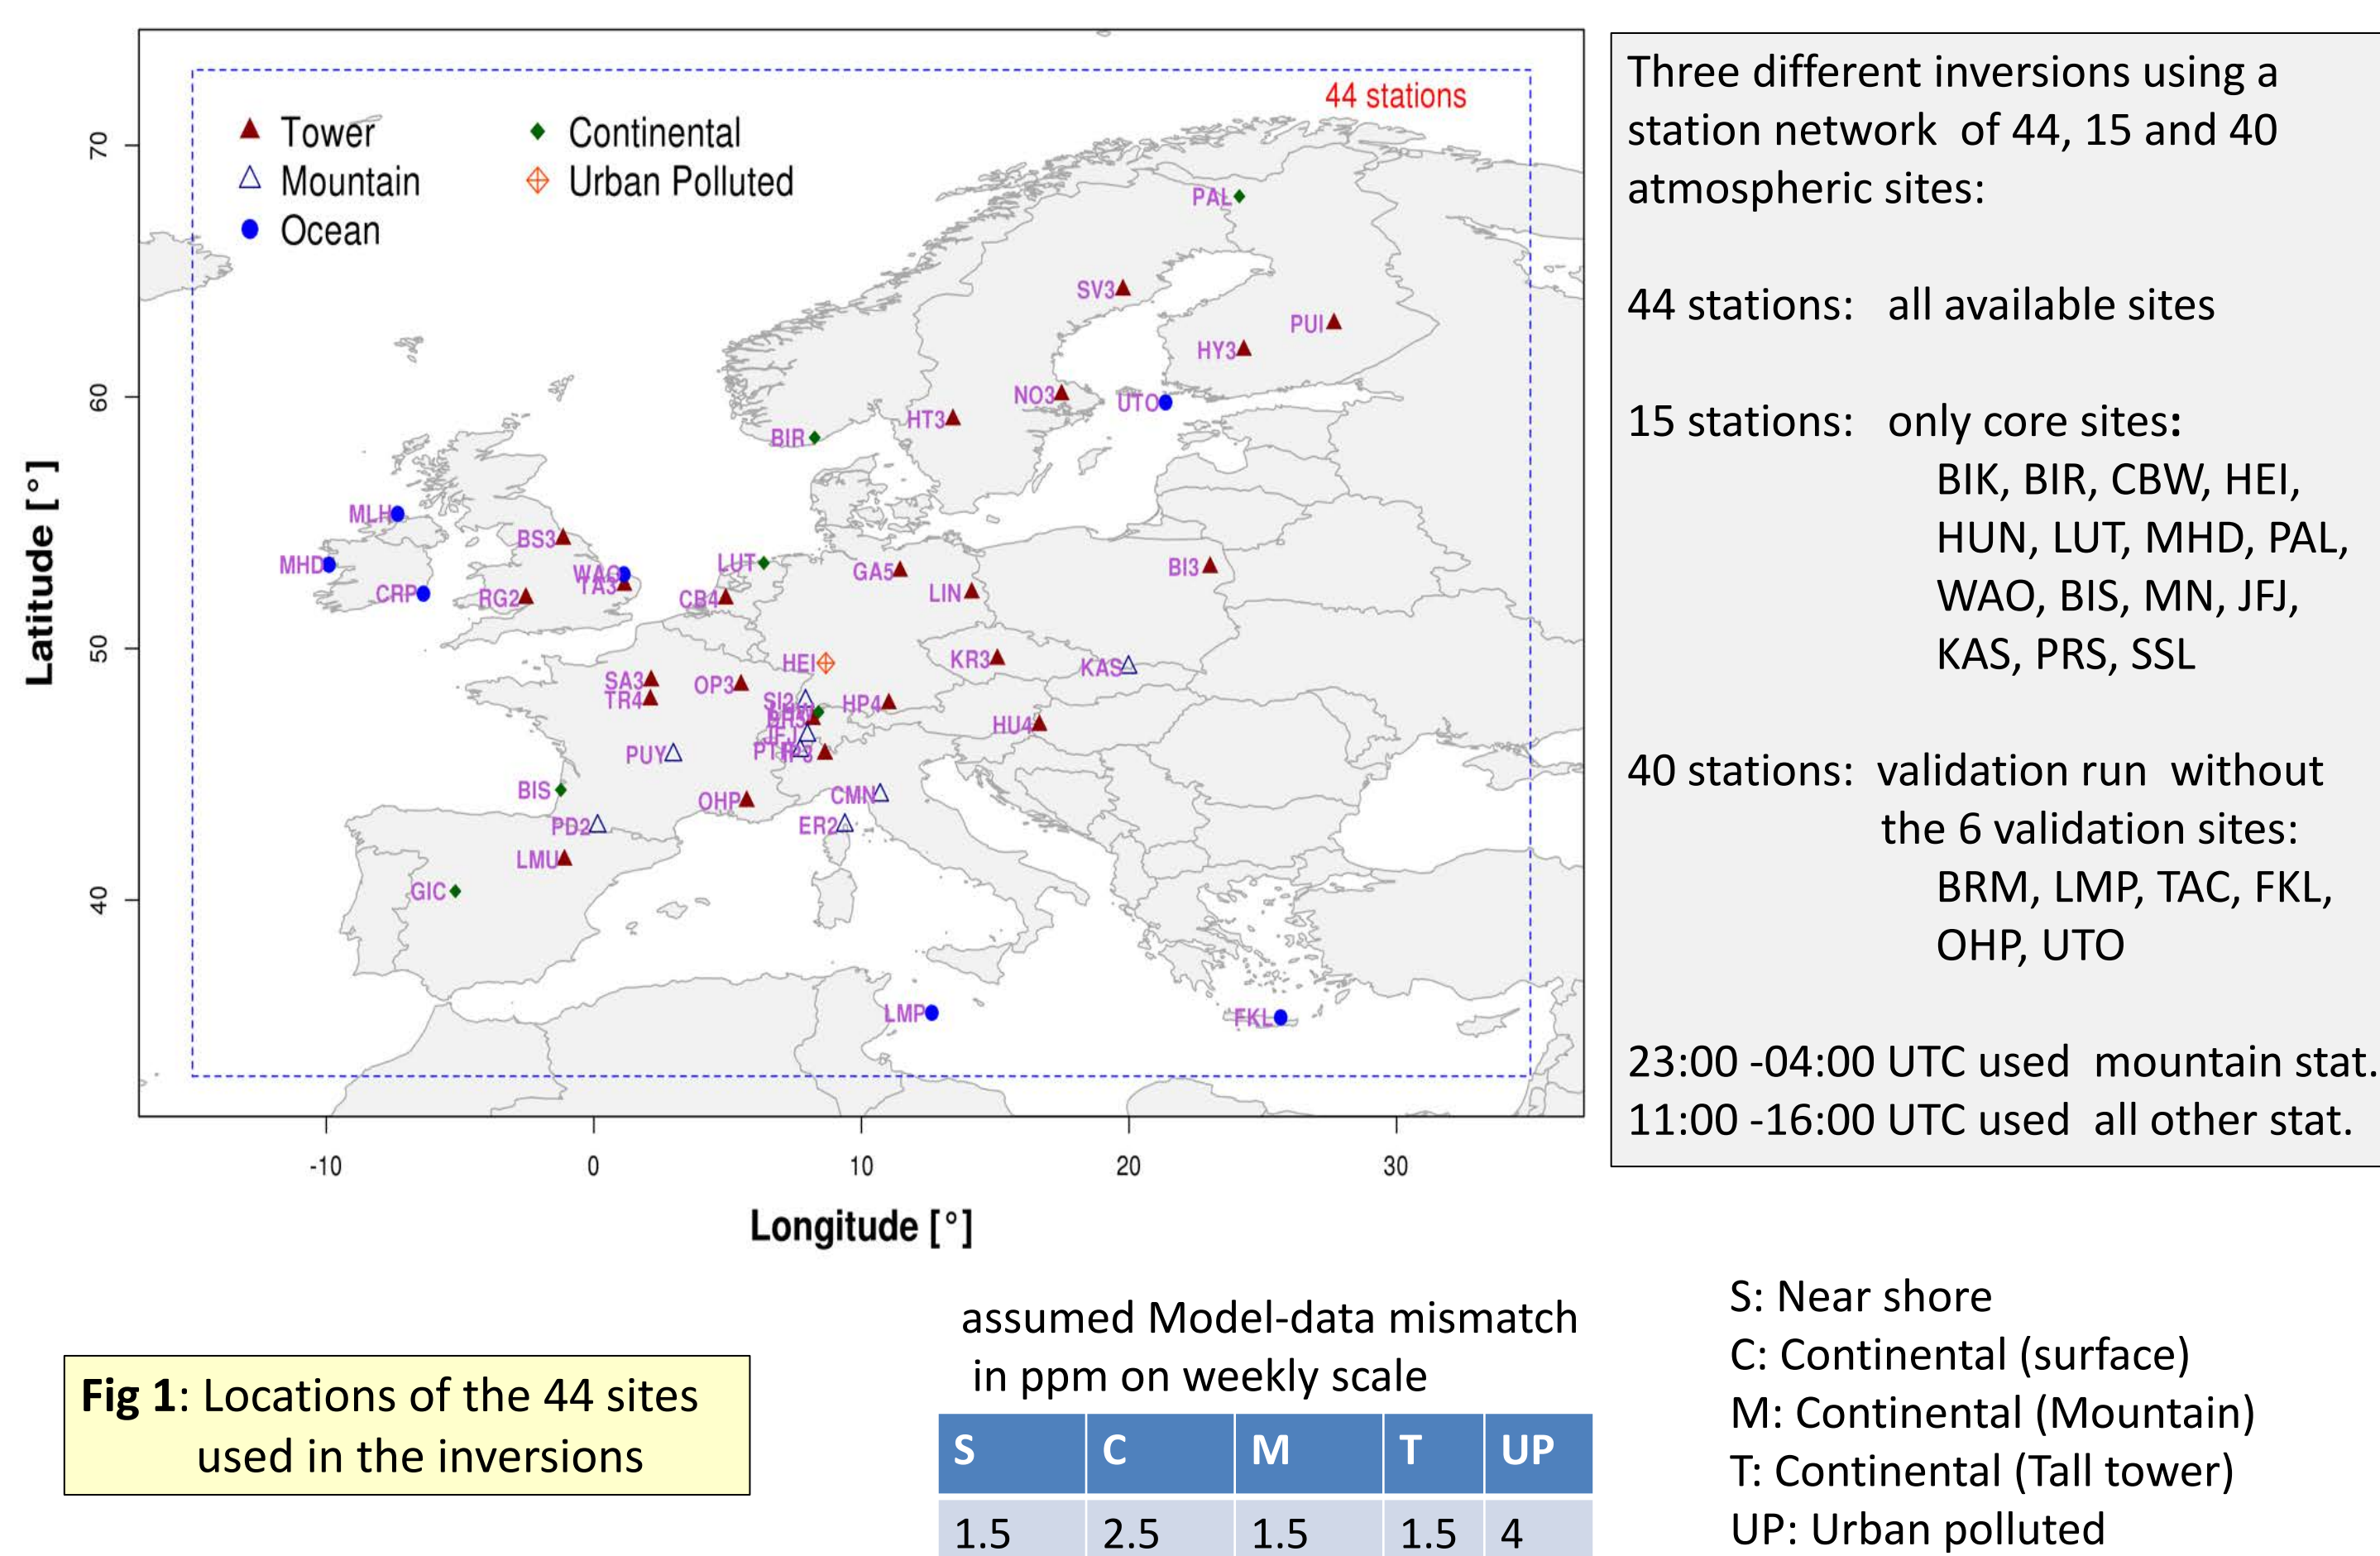 44 stations
Tower
Continental
Mountain
Urban Polluted
Ocean
70
60
50
40
Latitude [°]
PAL
SV3
PUI
HY3
NO3
UTO
HT3
BIR
MLH
BS3
MHD
LUT
GA5
BI3
WAO
TA3
CRP
RG2
CB4
LIN
HEI
KR3
KAS
SA3
OP3
TR4
SI2
HP4
HU4
JFJ
PUY
BIS
OHP
CMN
PD2
ER2
LMU
GIC
LMP
FKL
-10
0
10
20
30
Longitude [°]
Three different inversions using a
station network of 44, 15 and 40
atmospheric sites:
44 stations: all available sites
15 stations: only core sites:
BIK, BIR, CBW, HEI,
HUN, LUT, MHD, PAL,
WAO, BIS, MN, JFJ,
KAS, PRS, SSL
40 stations: validation run without
the 6 validation sites:
BRM, LMP, TAC, FKL,
OHP, UTO
23:00 -04:00 UTC used mountain stat.
11:00 -16:00 UTC used all other stat.
Fig 1: Locations of the 44 sites
used in the inversions
assumed Model-data mismatch
in ppm on weekly scale
S C M T UP
1.5 2.5 1.5 1.5 4
S: Near shore
C: Continental (surface)
M: Continental (Mountain)
T: Continental (Tall tower)
UP: Urban polluted